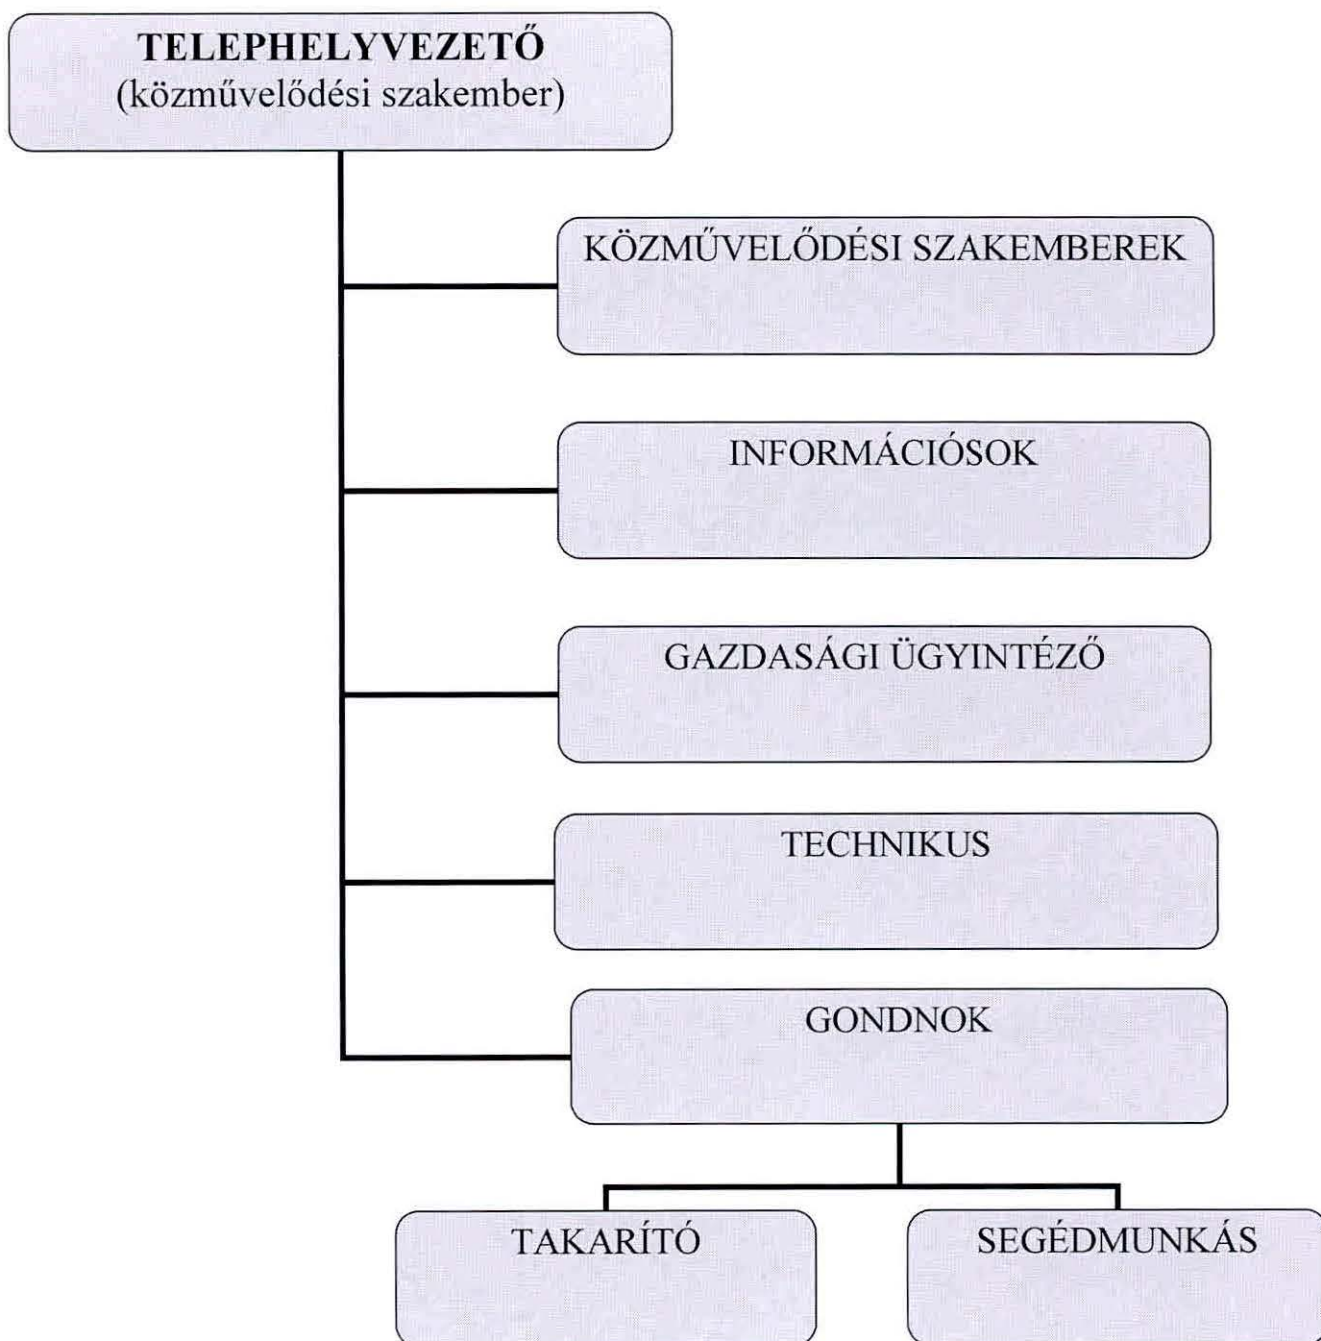 TELEPHELYVEZETŐ
(közművelődési szakember)
KÖZMŰVELŐDÉSI SZAKEMBEREK
INFORMÁCIÓSOK
GAZDASÁGI ÜGYINTÉZŐ
TECHNIKUS
GONDNOK
TAKARÍTÓ
SEGÉDMUNKÁS